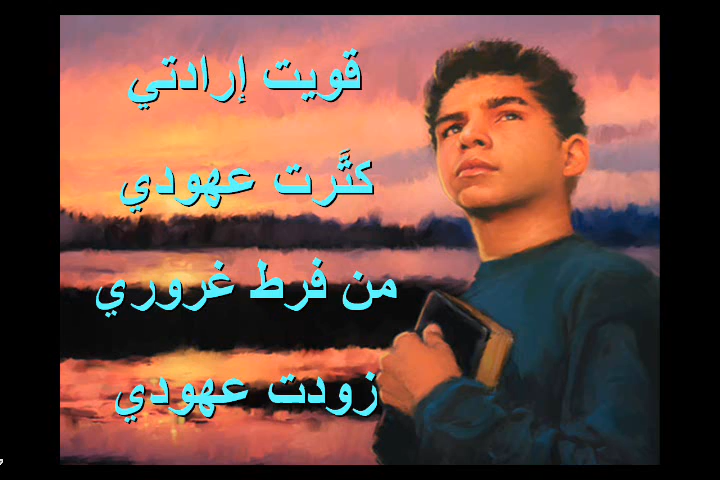 قويت إرادتي
كثَّرت عهودي
من فرط غروري
زودت عهودي